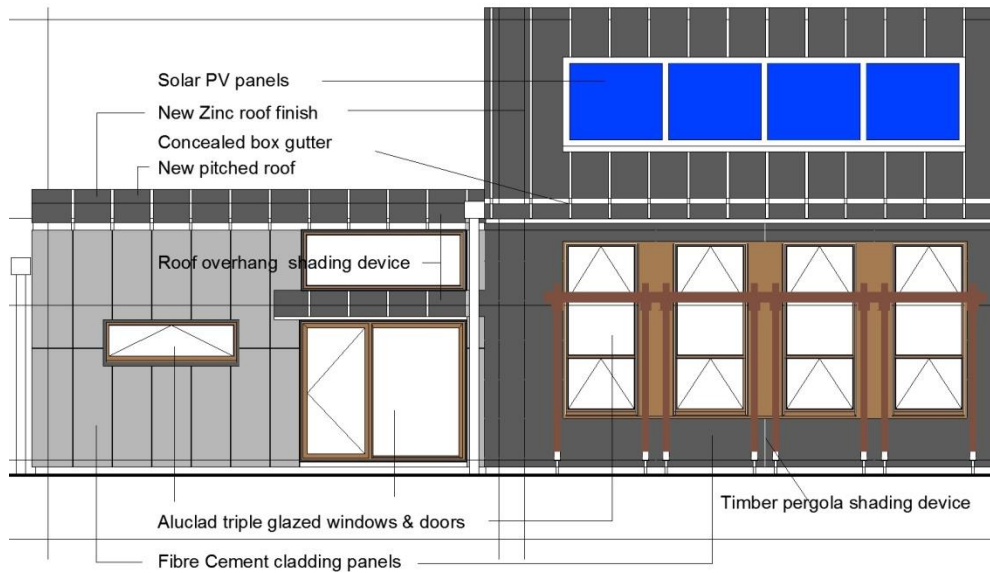 Solar PV panels
New Zinc roof finish
Concealed box gutter
New pitched roof
Roof overhang shading device
Timber pergola shading device
Aluclad triple glazed windows & doors
Fibre Cement cladding panels